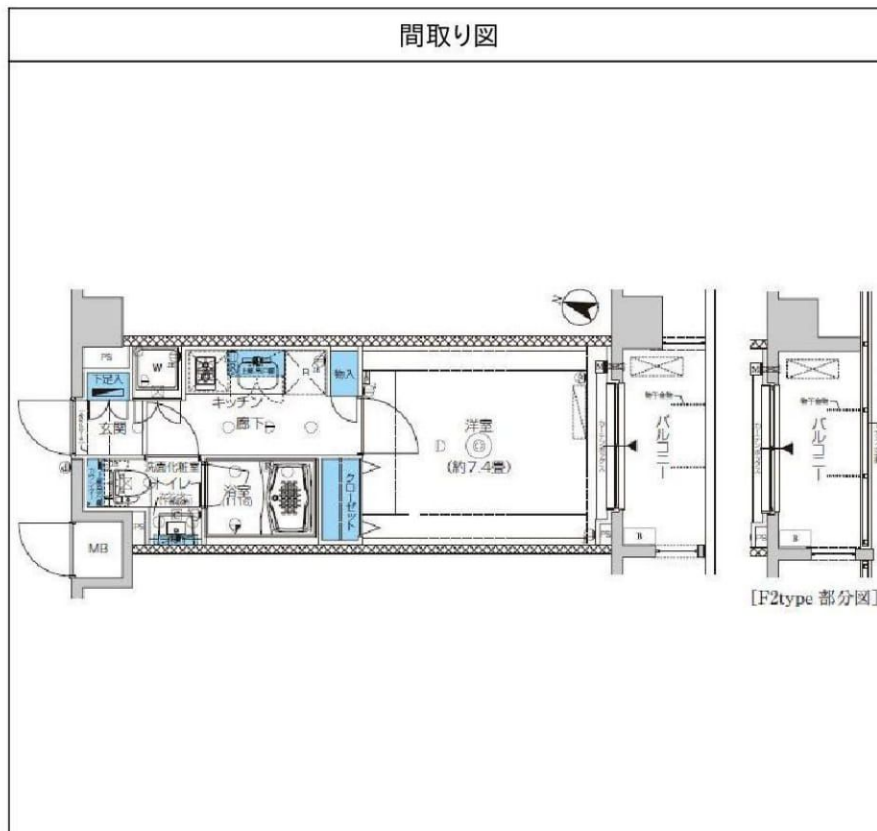 間取り図
N
PS
W
下足入
R
物入
キッチン
玄関
廊下
洋室
(約7.4畳)
バルコニー
洗面化粧室
トイレ
浴室
クローゼット
PS
MB
PS
B
M
バルコニー
PS
B
[F2type 部分図]